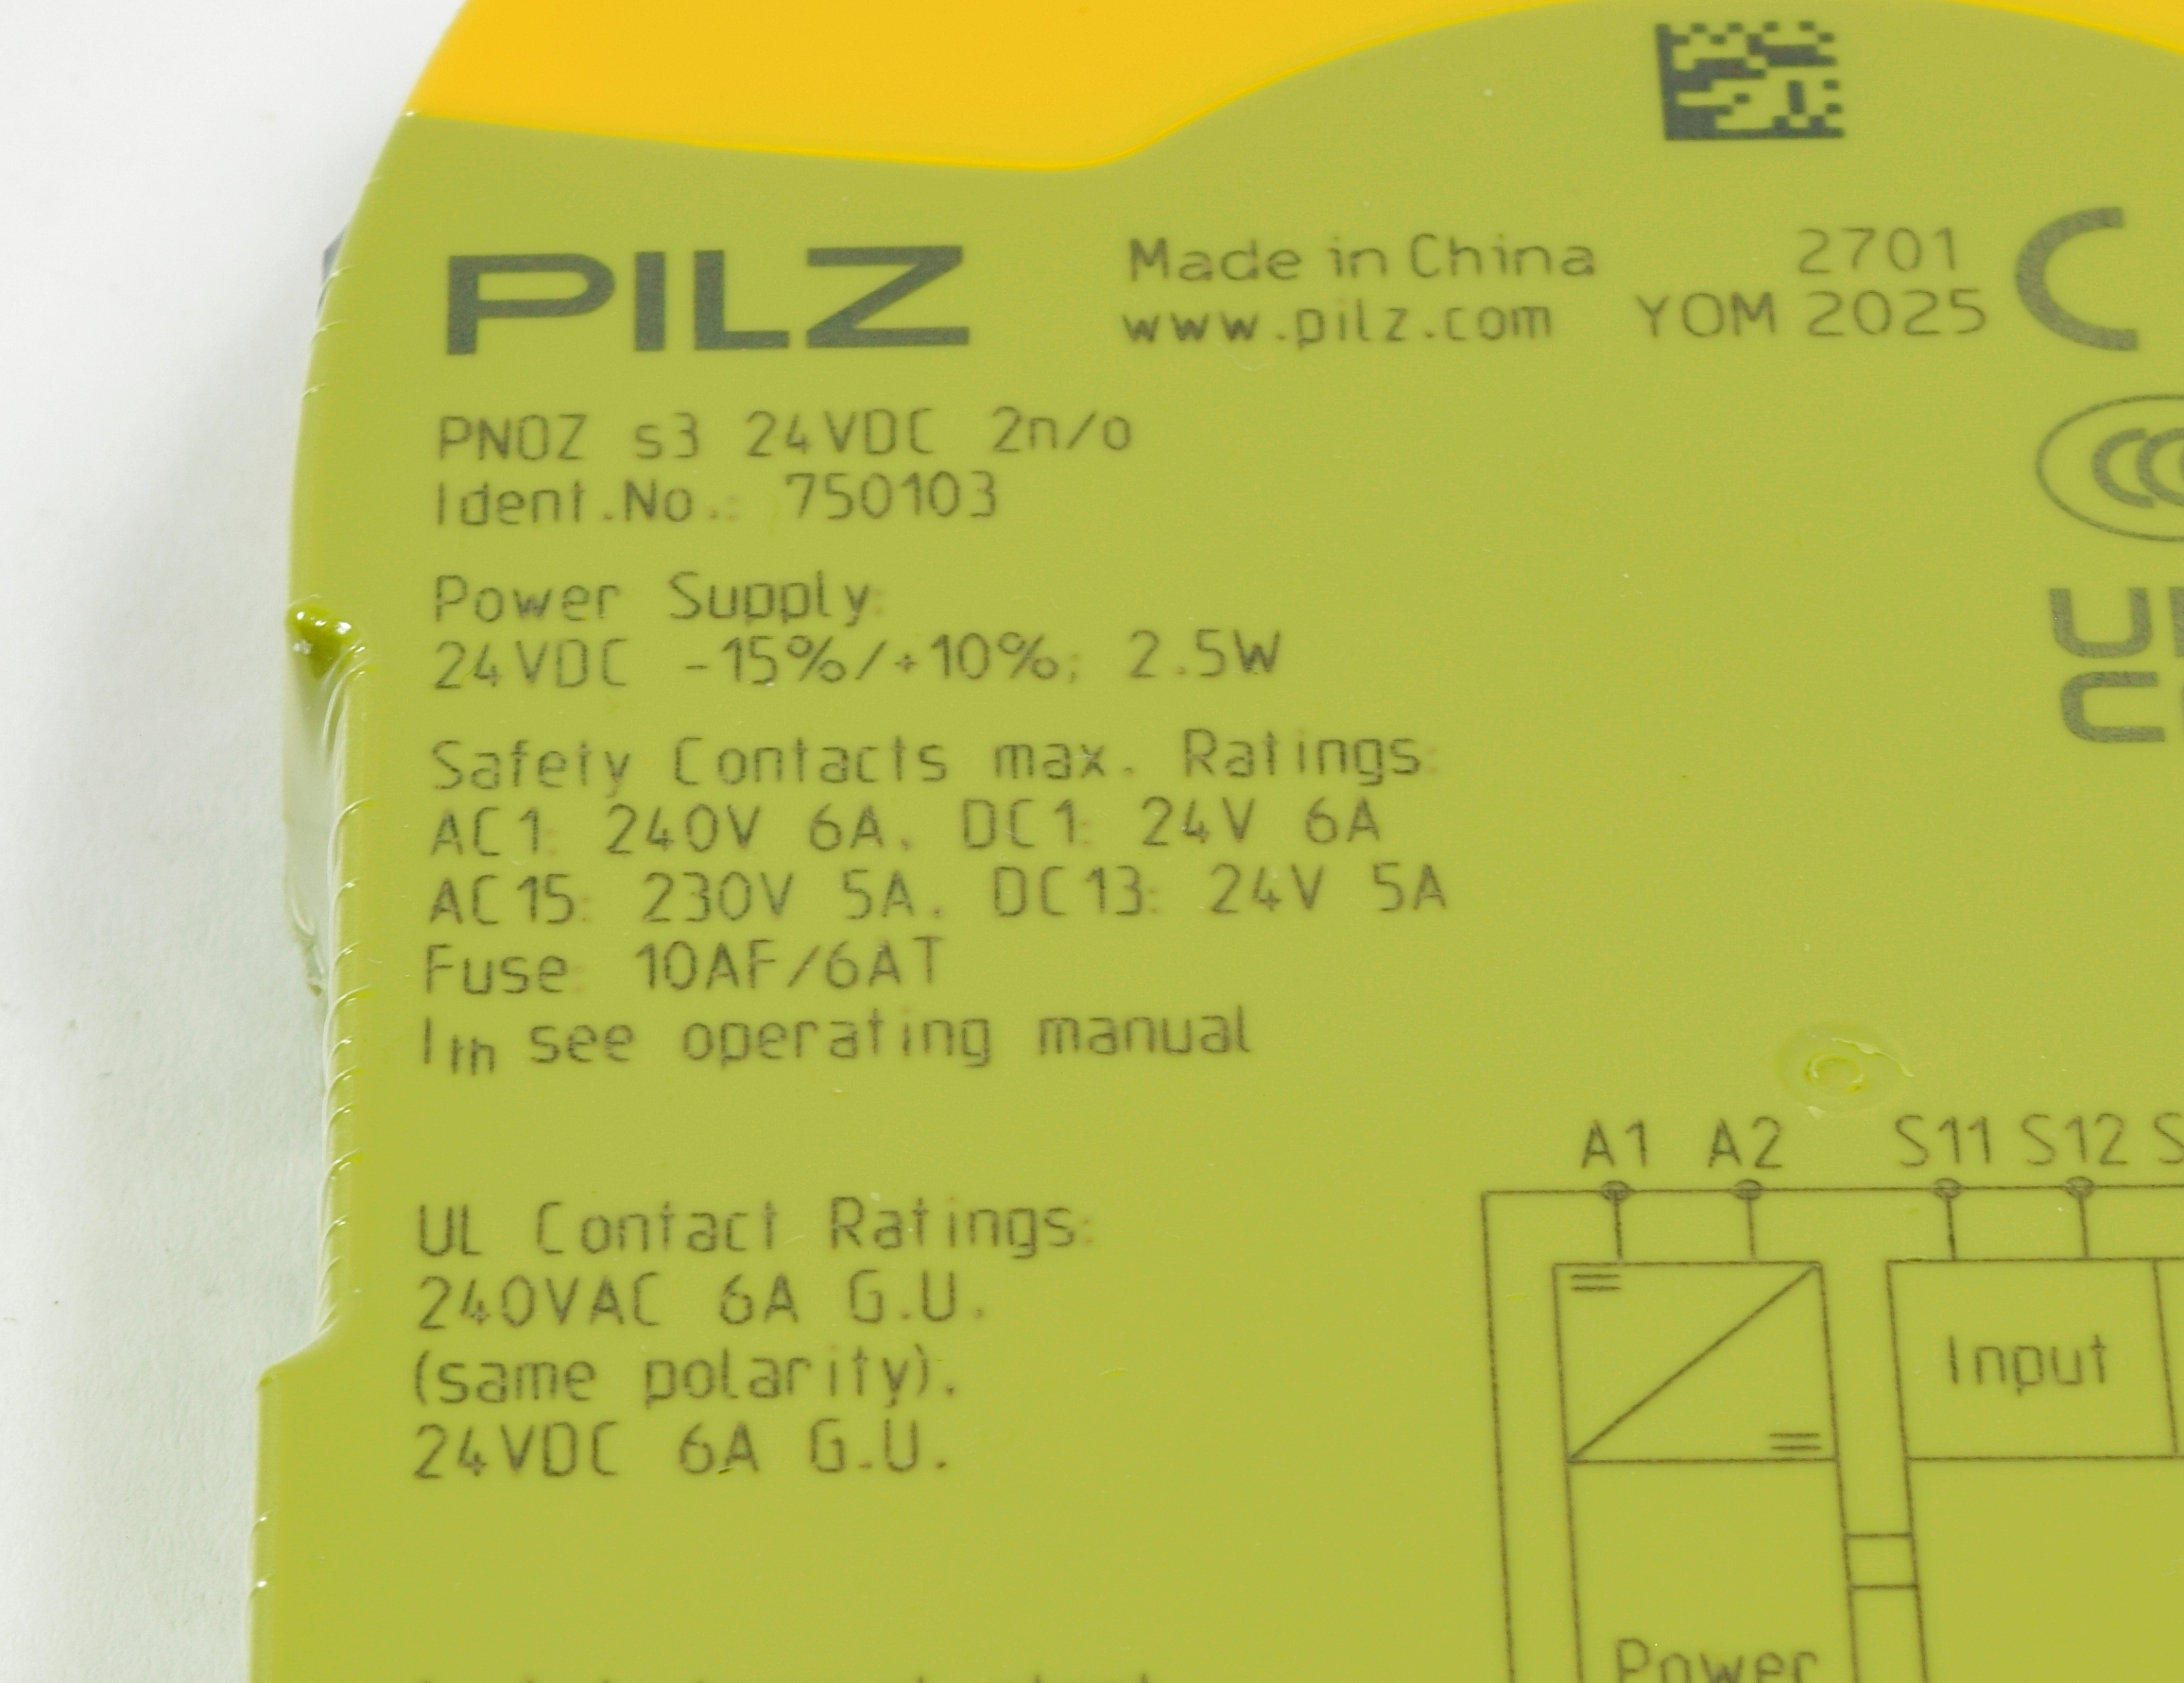 PILZ
Made in China 2701
www.pilz.com YOM 2025
PNOZ s3 24VDC 2n/o
Ident.No.: 750103
Power Supply:
24VDC -15%/+10%; 2.5W
Safety Contacts max. Ratings:
AC1: 240V 6A, DC1: 24V 6A
AC15: 230V 5A, DC13: 24V 5A
Fuse: 10AF/6AT
Ith see operating manual
UL Contact Ratings:
240VAC 6A G.U.
(same polarity),
24VDC 6A G.U.
A1 A2 S11 S12
Input
Power